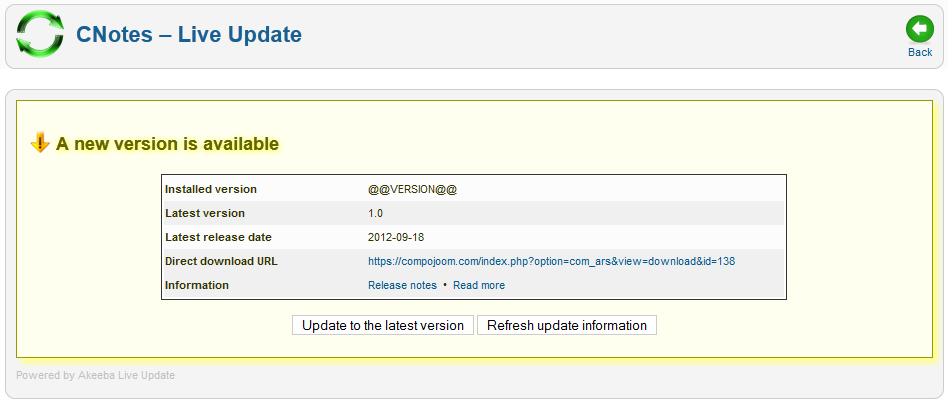 CNotes – Live Update
Back
A new version is available
Installed version @@VERSION@@
Latest version 1.0
Latest release date 2012-09-18
Direct download URL https://compojoom.com/index.php?option=com_ars&view=download&id=138
Information Release notes • Read more
Update to the latest version Refresh update information
Powered by Akeeba Live Update